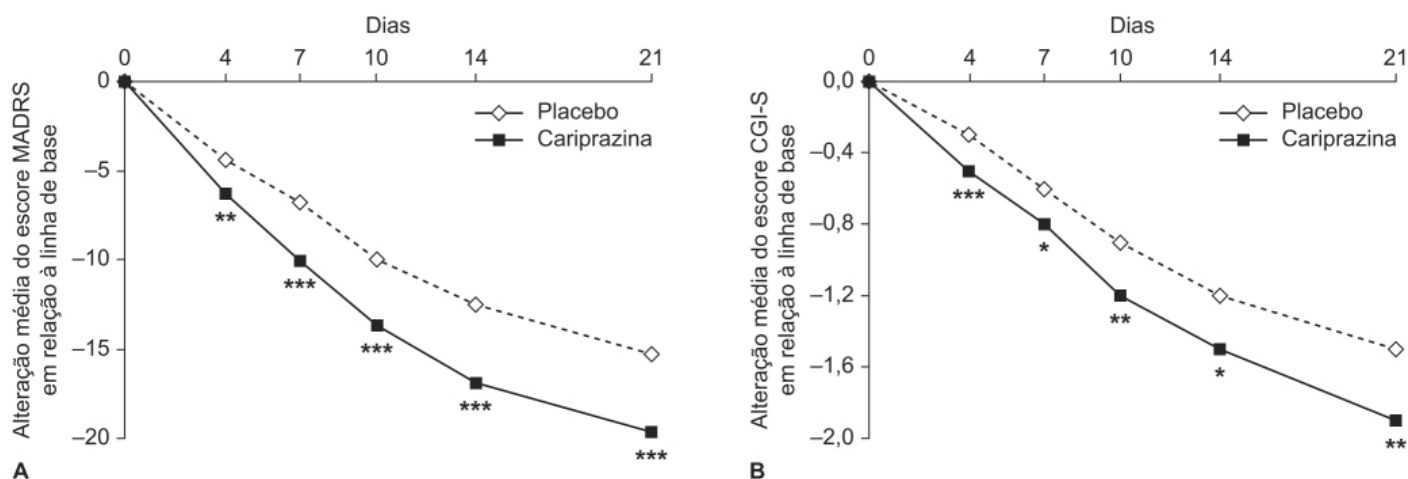 Dias
0 4 7 10 14 21
0
–5
–10
–15
–20
Alteração média do escore MADRS
em relação à linha de base
Placebo
Cariprazina
**
***
***
***
***
A
Dias
0 4 7 10 14 21
0,0
–0,4
–0,8
–1,2
–1,6
–2,0
Alteração média do escore CGI-S
em relação à linha de base
Placebo
Cariprazina
***
*
**
*
**
B